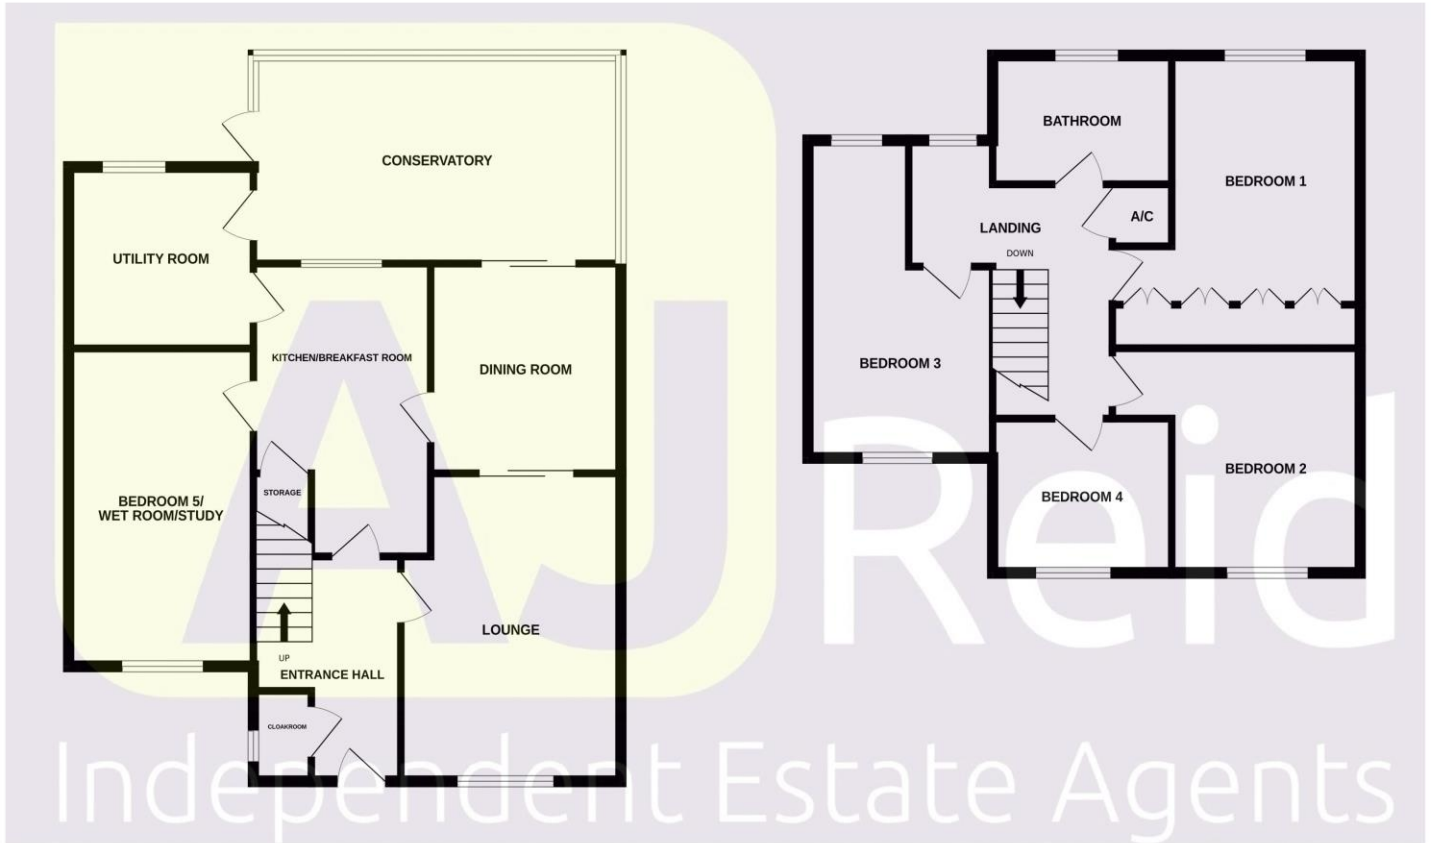 CONSERVATORY
UTILITY ROOM
KITCHEN/BREAKFAST ROOM
DINING ROOM
BEDROOM 5/
WET ROOM/STUDY
STORAGE
LOUNGE
UP
ENTRANCE HALL
CLOAKROOM
BATHROOM
BEDROOM 1
A/C
LANDING
DOWN
BEDROOM 3
BEDROOM 2
BEDROOM 4
AJ Reid
Independent Estate Agents